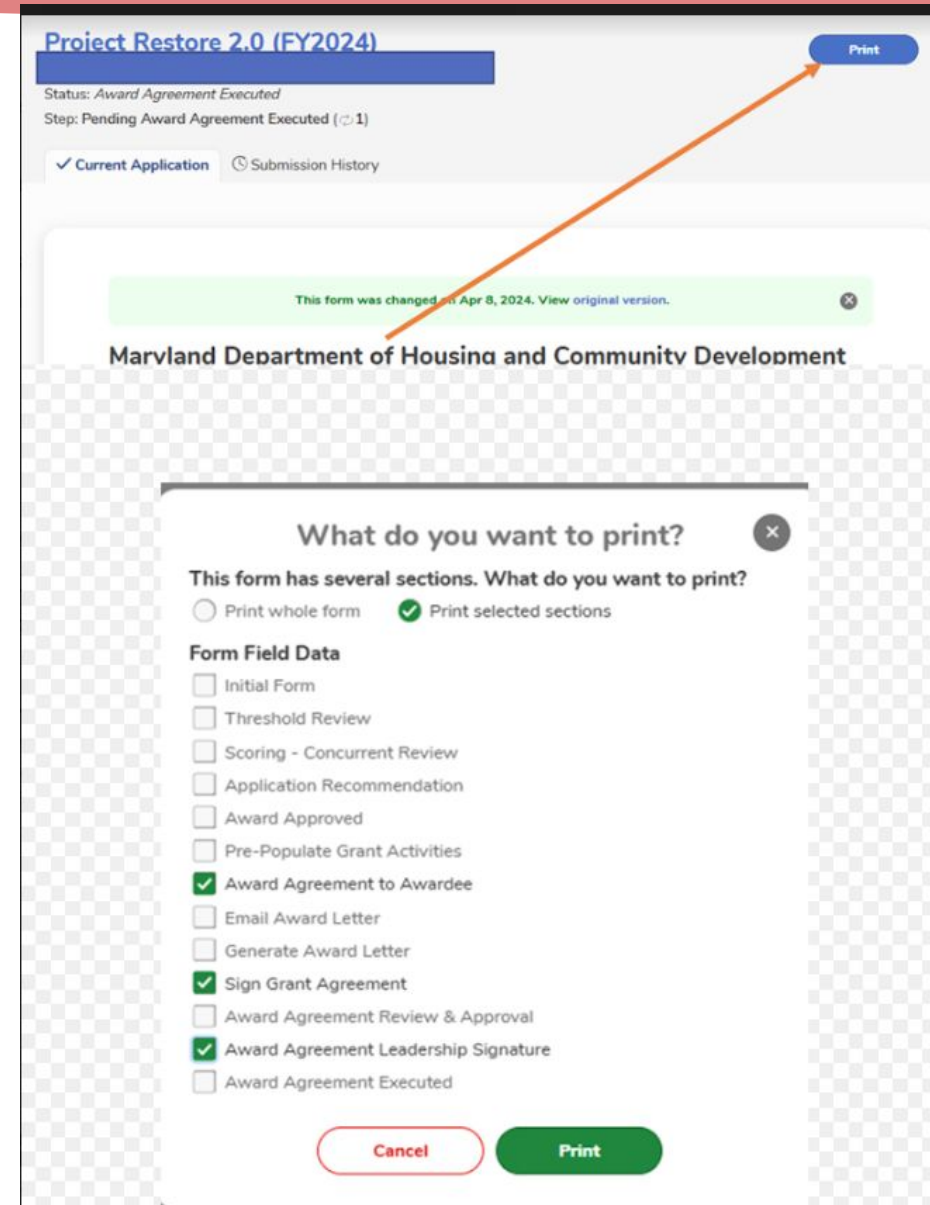 Project Restore 2.0 (FY2024)
Print
Status: Award Agreement Executed
Step: Pending Award Agreement Executed (1)
Current Application
Submission History
This form was changed on Apr 8, 2024. View original version.
Maryland Department of Housing and Community Development
What do you want to print?
This form has several sections. What do you want to print?
Print whole form
Print selected sections
Form Field Data
Initial Form
Threshold Review
Scoring - Concurrent Review
Application Recommendation
Award Approved
Pre-Populate Grant Activities
Award Agreement to Awardee
Email Award Letter
Generate Award Letter
Sign Grant Agreement
Award Agreement Review & Approval
Award Agreement Leadership Signature
Award Agreement Executed
Cancel
Print